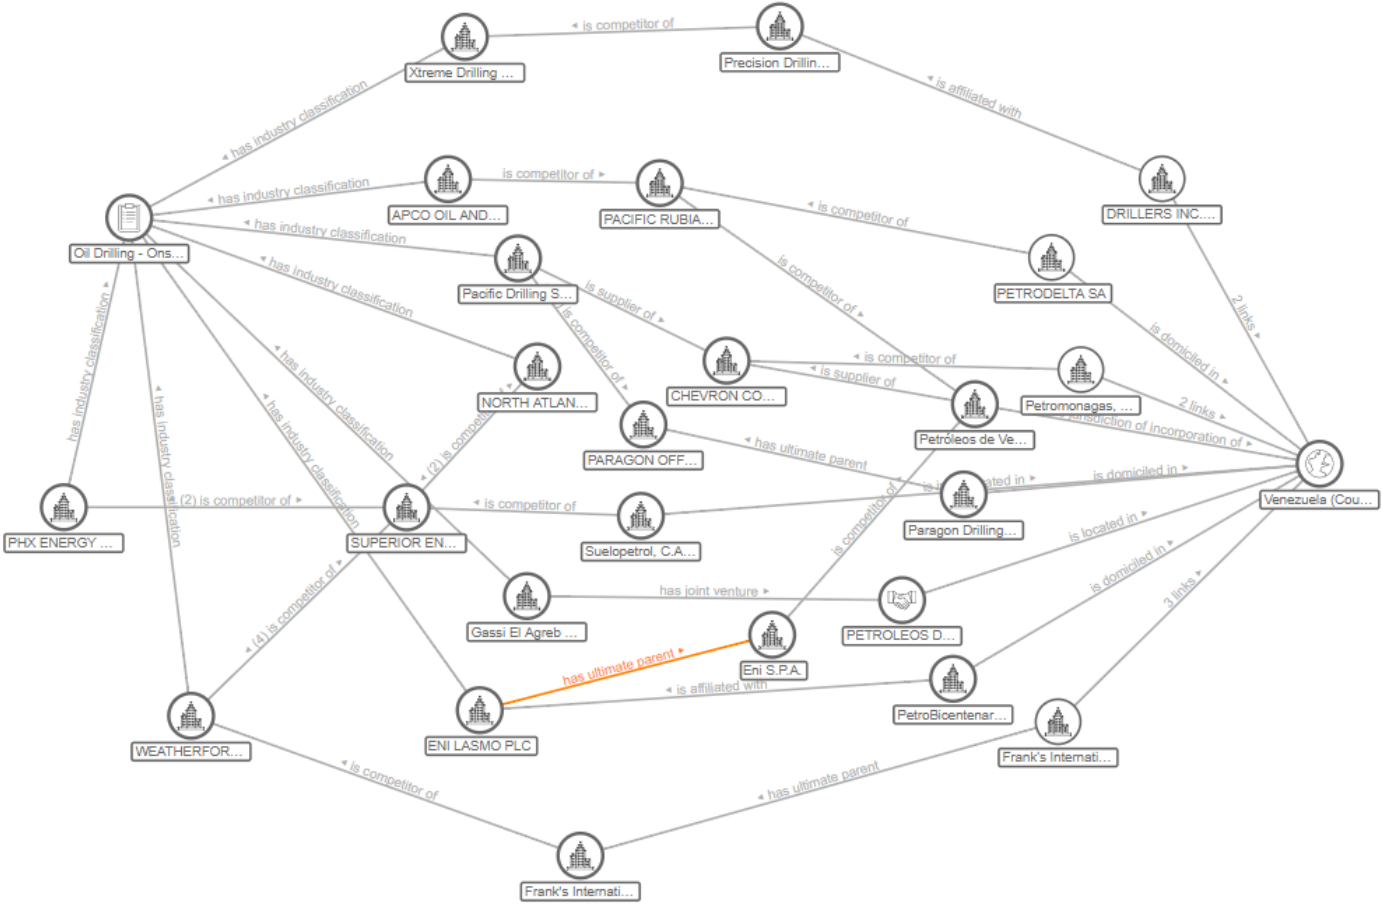 ◄ is competitor of
Xtreme Drilling ...
Precision Drillin...
◄ is affiliated with
◄ has industry classification
◄ has industry classification
is competitor of ►
APCO OIL AND...
PACIFIC RUBIA...
◄ is competitor of
DRILLERS INC....
Oil Drilling - Ons...
◄ has industry classification
◄ has industry classification
Pacific Drilling S...
is supplier of ►
is competitor of ►
is competitor of ►
PETRODELTA SA
2 links ►
is domiciled in ►
has industry classification ►
◄ has industry classification
◄ has industry classification
◄ has industry classification
NORTH ATLAN...
◄ (2) is competitor
CHEVRON CO...
◄ is competitor of
◄ is supplier of
Petromonagas, ...
2 links ►
Petróleos de Ve...
jurisdiction of incorporation of ►
PARAGON OFF...
◄ has ultimate parent
is domiciled in ►
Venezuela (Cou...
PHX ENERGY ...
(2) is competitor of ►
◄ has industry classification
SUPERIOR EN...
◄ is competitor of
Suelopetrol, C.A...
Paragon Drilling...
is competitor of ►
is located in ►
◄ (4) is competitor of ►
Gassi El Agreb ...
has joint venture ►
PETROLEOS D...
is domiciled in ►
3 links ►
has ultimate parent ►
Eni S.P.A.
◄ is affiliated with
PetroBicentenar...
WEATHERFOR...
ENI LASMO PLC
Frank's Internati...
◄ is competitor of
◄ has ultimate parent
Frank's Internati...